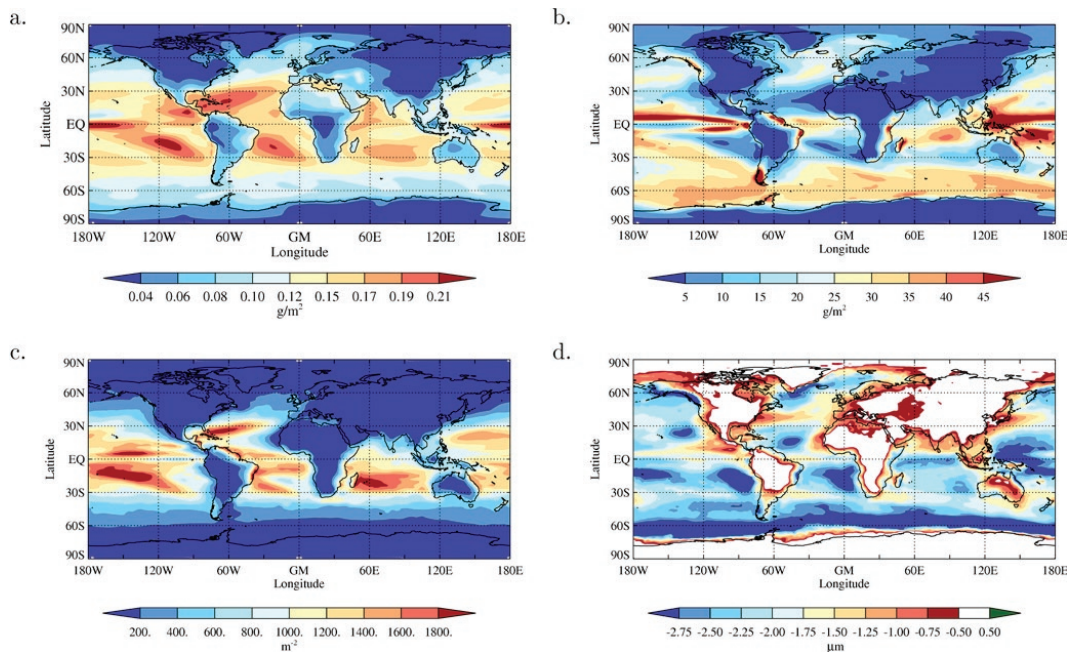 a.
90N
60N
30N
EQ
30S
60S
90S
Latitude
180W 120W 60W GM 60E 120E 180E
Longitude
0.04 0.06 0.08 0.10 0.12 0.15 0.17 0.19 0.21
g/m²
b.
90N
60N
30N
EQ
30S
60S
90S
Latitude
180W 120W 60W GM 60E 120E 180E
Longitude
5 10 15 20 25 30 35 40 45
g/m²
c.
90N
60N
30N
EQ
30S
60S
90S
Latitude
180W 120W 60W GM 60E 120E 180E
Longitude
200. 400. 600. 800. 1000. 1200. 1400. 1600. 1800.
m⁻²
d.
90N
60N
30N
EQ
30S
60S
90S
Latitude
180W 120W 60W GM 60E 120E 180E
Longitude
-2.75 -2.25 -2.00 -1.75 -1.50 -1.00 -0.75 -0.50 0.50
μm